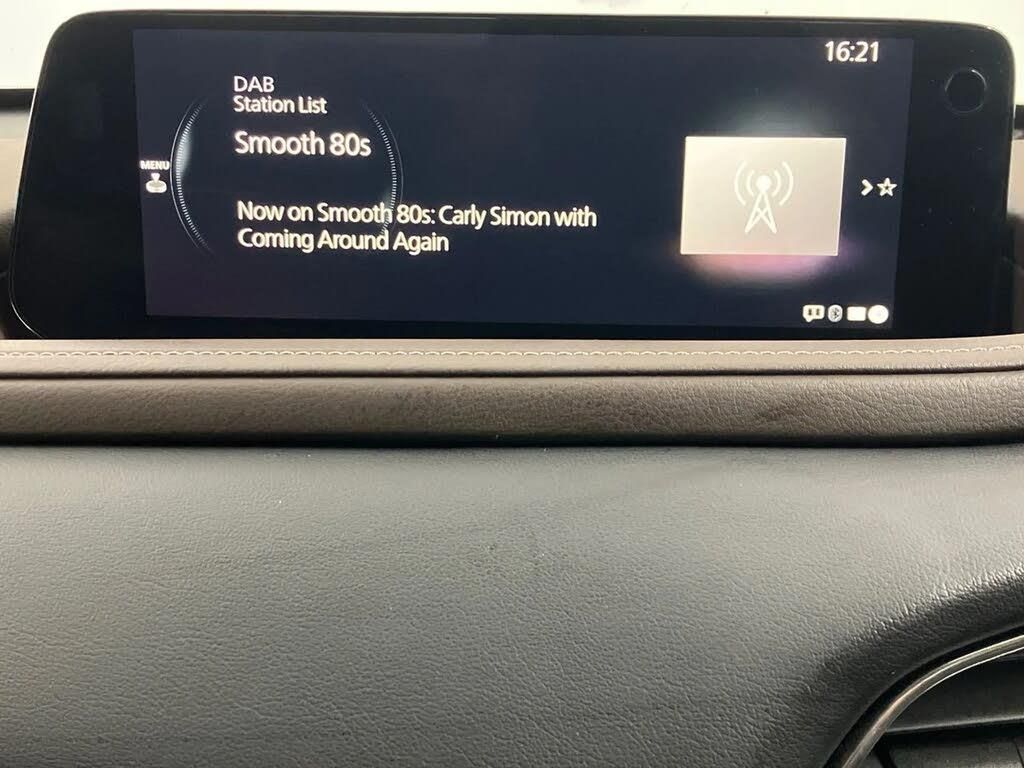 16:21
DAB
Station List
Smooth 80s
MENU
Now on Smooth 80s: Carly Simon with
Coming Around Again